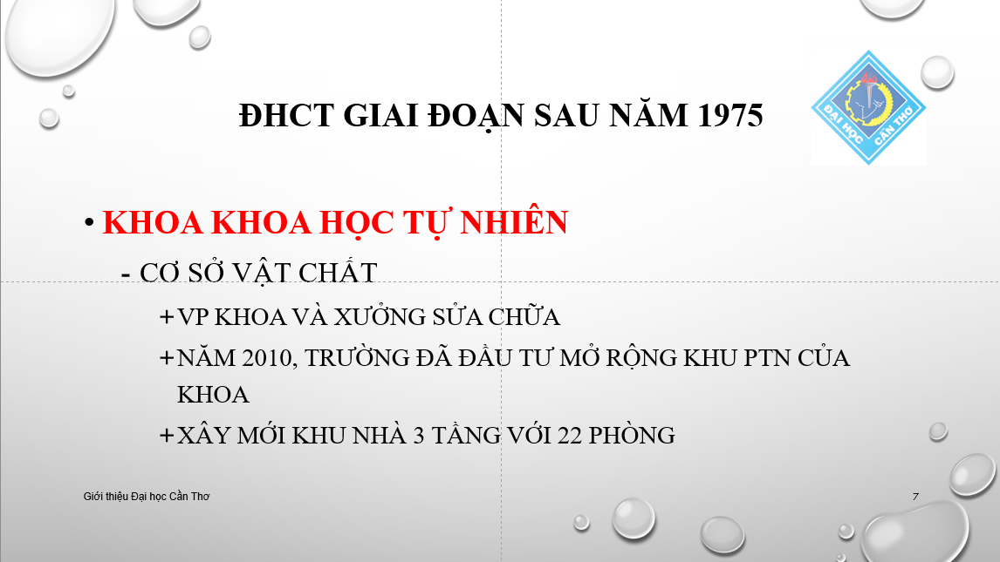 ĐHCT GIAI ĐOẠN SAU NĂM 1975
ĐẠI HỌC CẦN THƠ
• KHOA KHOA HỌC TỰ NHIÊN
- CƠ SỞ VẬT CHẤT
+ VP KHOA VÀ XƯỞNG SỬA CHỮA
+ NĂM 2010, TRƯỜNG ĐÃ ĐẦU TƯ MỞ RỘNG KHU PTN CỦA
KHOA
+ XÂY MỚI KHU NHÀ 3 TẦNG VỚI 22 PHÒNG
Giới thiệu Đại học Cần Thơ
7